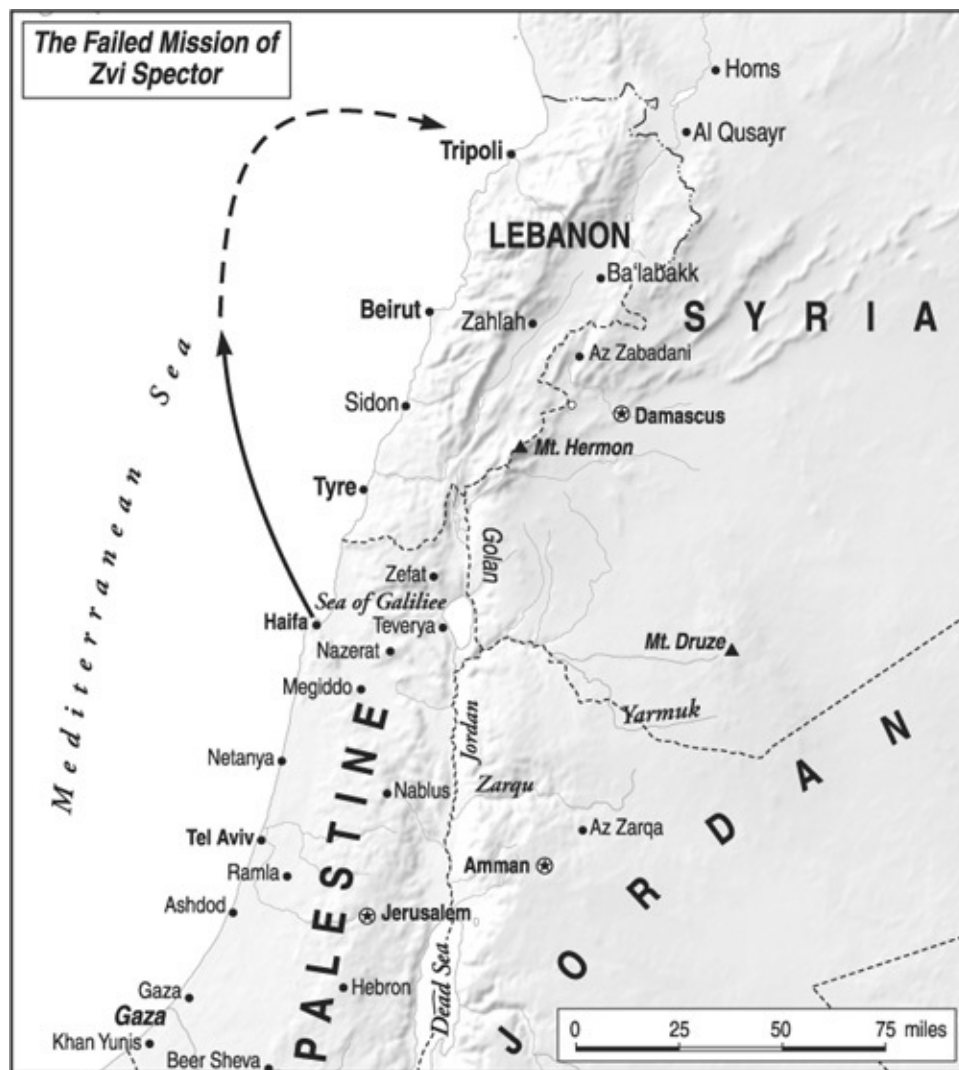 The Failed Mission of
Zvi Spector
Homs
Al Qusayr
Tripoli
LEBANON
Ba'labakk
Beirut
Zahlah
SYRIA
Az Zabadani
Sidon
Damascus
Mt. Hermon
Mediterranean Sea
Tyre
Golan
Zefat
Sea of Galiliee
Haifa
Teverya
Nazerat
Mt. Druze
Megiddo
Yarmuk
Jordan
Netanya
Zarqu
Nablus
Az Zarqa
Tel Aviv
Amman
Ramla
PALESTINE
JORDAN
Ashdod
Jerusalem
Dead Sea
Hebron
Gaza
Gaza
Khan Yunis
Beer Sheva
0 25 50 75 miles